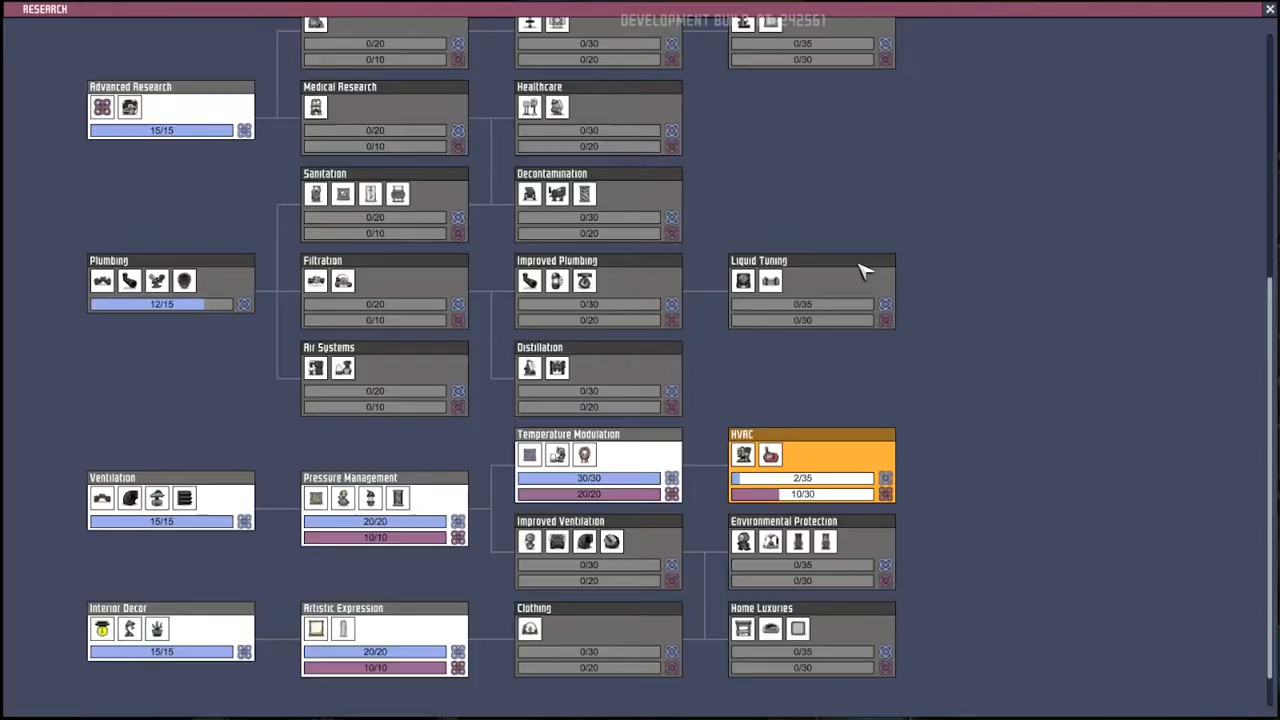 RESEARCH
DEVELOPMENT BUILD
242561
0/20
0/30
0/35
0/10
0/20
0/30
Advanced Research
Medical Research
Healthcare
15/15
0/20
0/30
0/10
0/20
Sanitation
Decontamination
0/20
0/30
0/10
0/20
Plumbing
Filtration
Improved Plumbing
Liquid Tuning
12/15
0/20
0/30
0/35
0/10
0/20
0/30
Air Systems
Distillation
0/20
0/30
0/10
0/20
Temperature Modulation
HVAC
30/30
2/35
20/20
10/30
Ventilation
Pressure Management
15/15
20/20
10/10
Improved Ventilation
Environmental Protection
0/30
0/35
0/20
0/30
Interior Decor
Artistic Expression
Clothing
Home Luxuries
15/15
20/20
0/30
0/35
10/10
0/20
0/30